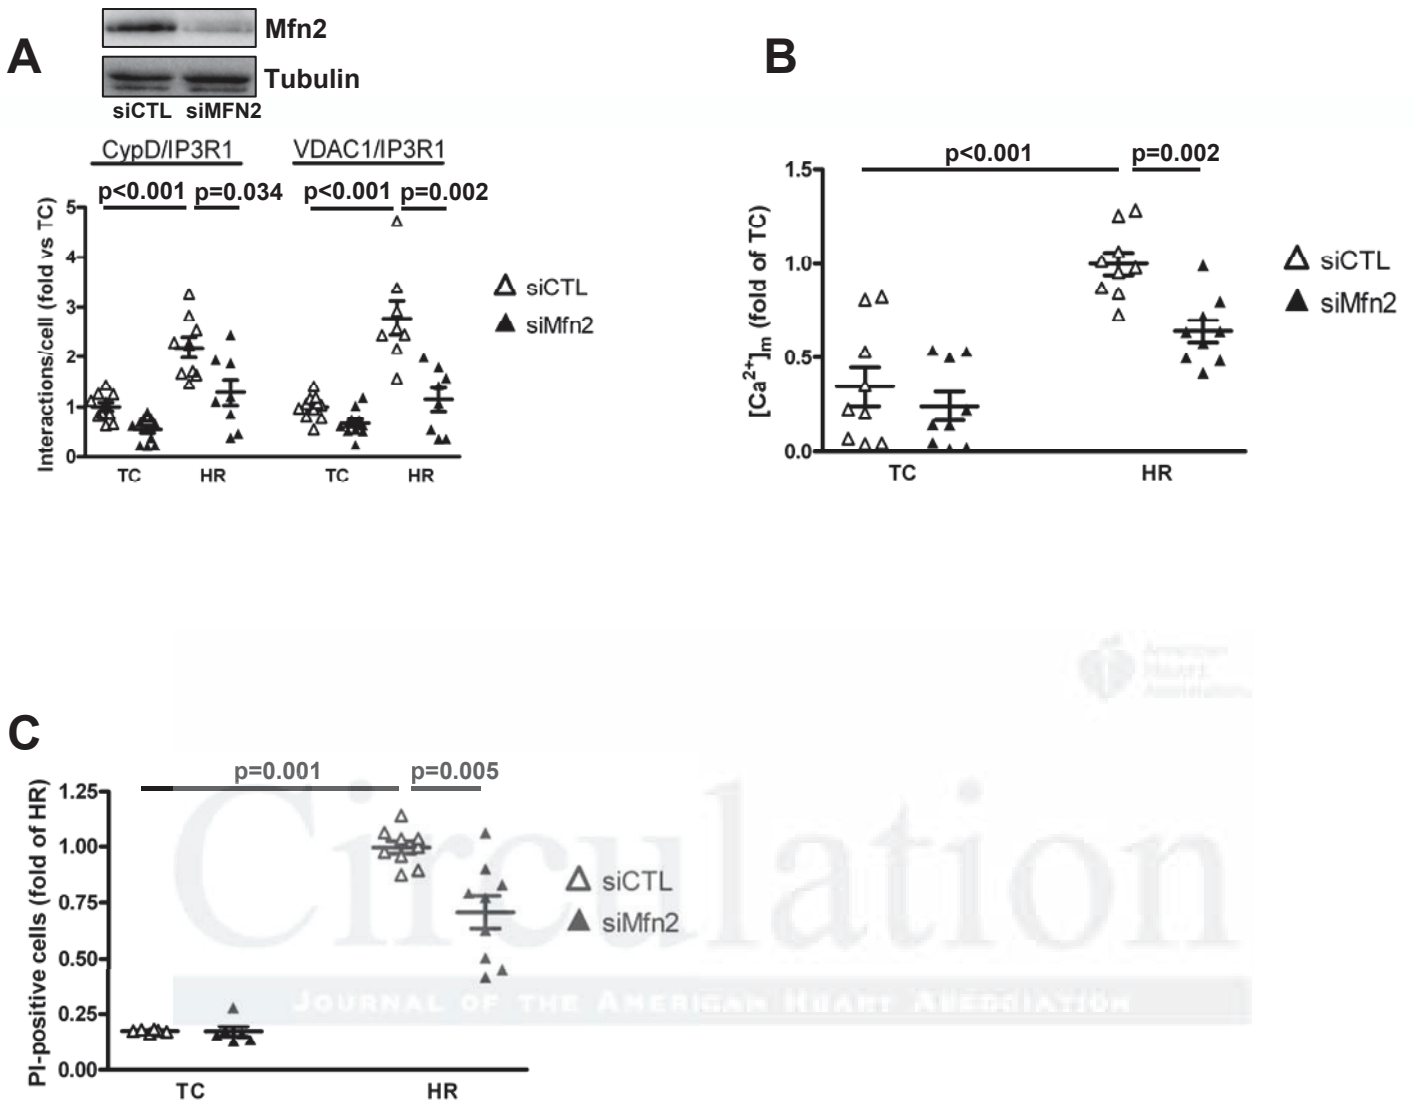 A
Mfn2
Tubulin
siCTL siMFN2
CypD/IP3R1 VDAC1/IP3R1
p<0.001 p=0.034 p<0.001 p=0.002
Interactions/cell (fold vs TC)
5
4
3
2
1
0
TC HR TC HR
siCTL
siMfn2
B
p<0.001 p=0.002
[Ca2+]m (fold of TC)
1.5
1.0
0.5
0.0
TC HR
siCTL
siMfn2
American
Heart
Association
C
p=0.001 p=0.005
PI-positive cells (fold of HR)
1.25
1.00
0.75
0.50
0.25
0.00
TC HR
siCTL
siMfn2
Circulation
JOURNAL OF THE AMERICAN HEART ASSOCIATION